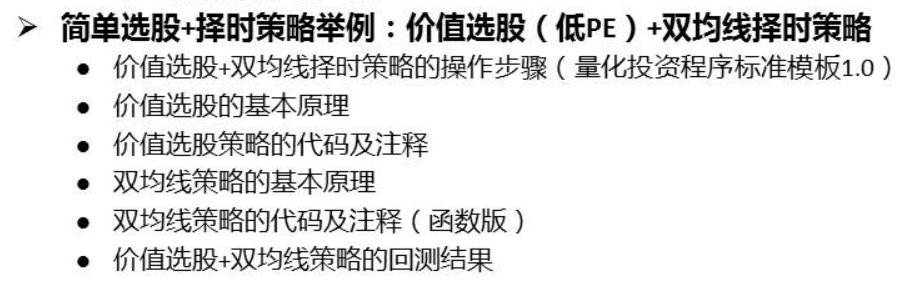 ➢ 简单选股+择时策略举例：价值选股（低PE）+双均线择时策略
● 价值选股+双均线择时策略的操作步骤（量化投资程序标准模板1.0）
● 价值选股的基本原理
● 价值选股策略的代码及注释
● 双均线策略的基本原理
● 双均线策略的代码及注释（函数版）
● 价值选股+双均线策略的回测结果